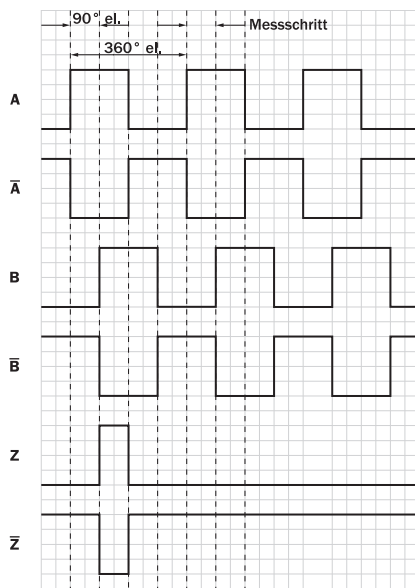 90° el. Messschritt
360° el.
A
A̅
B
B̅
Z
Z̅